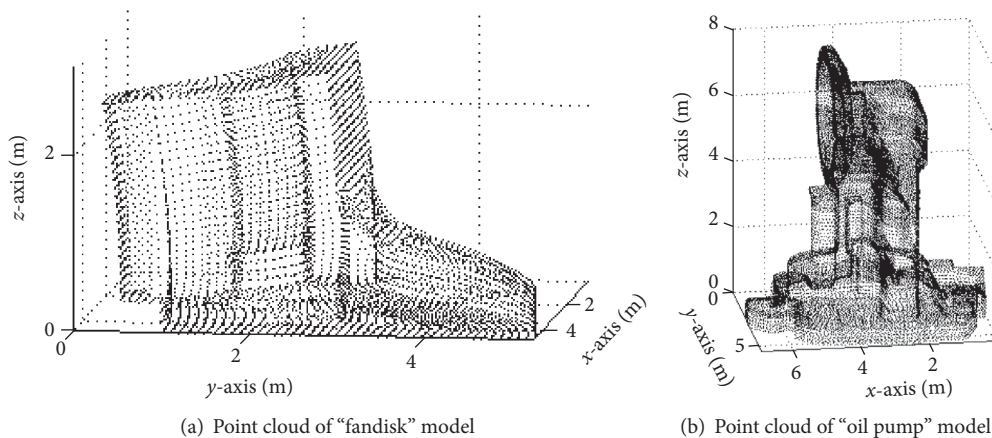 2
0
z-axis (m)
0
2
4
y-axis (m)
2
4
x-axis (m)
(a) Point cloud of “fandisk” model
8
6
4
2
0
z-axis (m)
0
5
y-axis (m)
6
4
2
x-axis (m)
(b) Point cloud of “oil pump” model